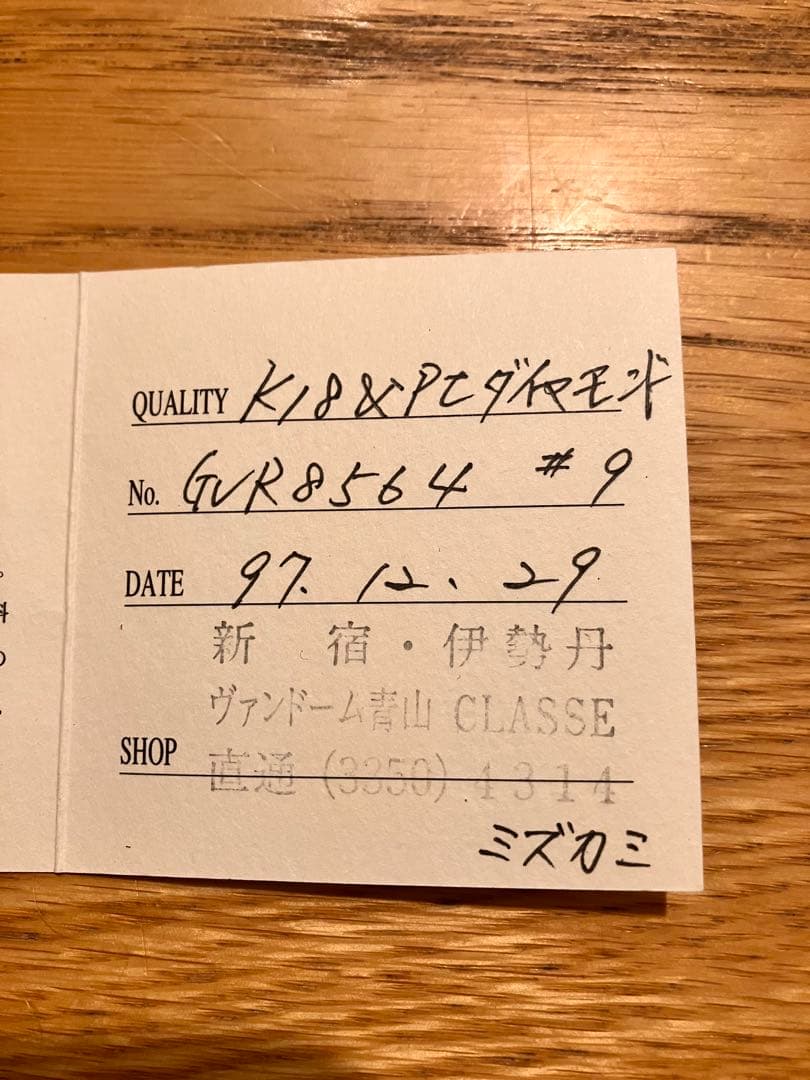 QUALITY K18&Ptダイヤモンド
No. GVR8564 #9
DATE 97.12.29
新 宿・伊勢丹
ヴァンドーム青山 CLASSE
SHOP 直通 (3350) 4314
ミズカミ
。
料
の